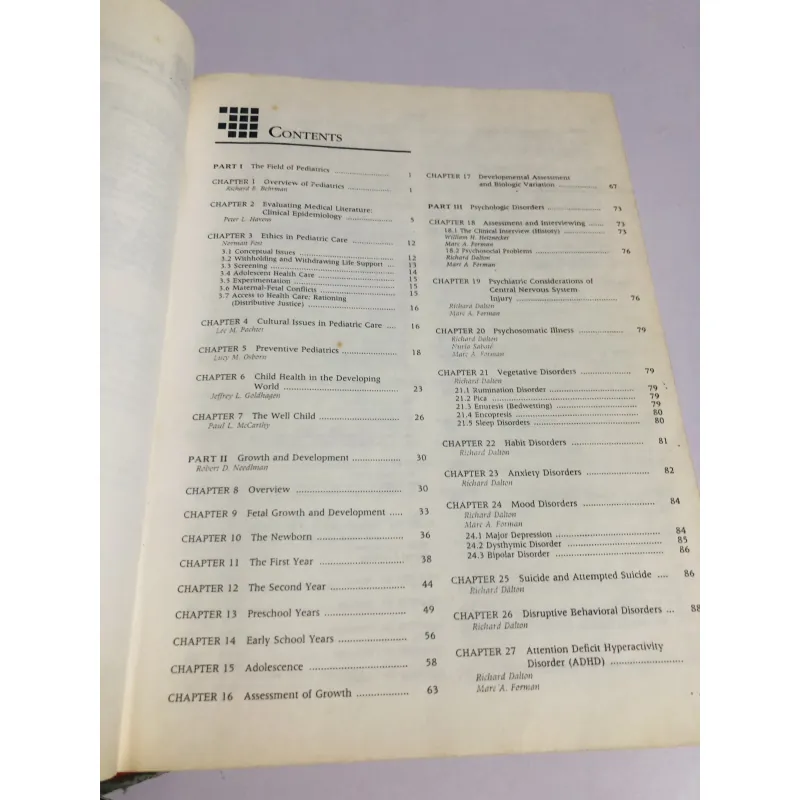 CONTENTS
PART I The Field of Pediatrics .................... 1
CHAPTER 1 Overview of Pediatrics ................ 1
Richard E. Behrman
CHAPTER 2 Evaluating Medical Literature:
Clinical Epidemiology ................ 5
Peter L. Havens
CHAPTER 3 Ethics in Pediatric Care ............. 12
Norman Fost
3.1 Conceptual Issues ............................... 12
3.2 Withholding and Withdrawing Life Support .. 13
3.3 Screening ........................................ 14
3.4 Adolescent Health Care ......................... 15
3.5 Experimentation ................................. 15
3.6 Maternal-Fetal Conflicts ......................... 15
3.7 Access to Health Care: Rationing
(Distributive Justice) ........................... 16
CHAPTER 4 Cultural Issues in Pediatric Care .... 16
Lee M. Pachter
CHAPTER 5 Preventive Pediatrics .................. 18
Lucy M. Osborn
CHAPTER 6 Child Health in the Developing
World ................................ 23
Jeffrey L. Goldhagen
CHAPTER 7 The Well Child ....................... 26
Paul L. McCarthy
PART II Growth and Development ................ 30
Robert D. Needlman
CHAPTER 8 Overview ............................. 30
CHAPTER 9 Fetal Growth and Development ..... 33
CHAPTER 10 The Newborn ....................... 36
CHAPTER 11 The First Year ...................... 38
CHAPTER 12 The Second Year .................... 44
CHAPTER 13 Preschool Years ..................... 49
CHAPTER 14 Early School Years .................. 56
CHAPTER 15 Adolescence ......................... 58
CHAPTER 16 Assessment of Growth .............. 63
CHAPTER 17 Developmental Assessment
and Biologic Variation ................ 67
PART III Psychologic Disorders .................. 73
CHAPTER 18 Assessment and Interviewing ...... 73
18.1 The Clinical Interview (History) ............... 73
William H. Hetznecker
Marc A. Forman
18.2 Psychosocial Problems ......................... 76
Richard Dalton
Marc A. Forman
CHAPTER 19 Psychiatric Considerations of
Central Nervous System
Injury ................................ 76
Richard Dalton
Marc A. Forman
CHAPTER 20 Psychosomatic Illness ............... 79
Richard Dalton
Nuria Sabaté
Marc A. Forman
CHAPTER 21 Vegetative Disorders ................ 79
Richard Dalton
21.1 Rumination Disorder ........................... 79
21.2 Pica ............................................. 79
21.3 Enuresis (Bedwetting) .......................... 79
21.4 Encopresis ...................................... 80
21.5 Sleep Disorders ................................. 80
CHAPTER 22 Habit Disorders ..................... 81
Richard Dalton
CHAPTER 23 Anxiety Disorders ................... 82
Richard Dalton
CHAPTER 24 Mood Disorders .................... 84
Richard Dalton
Marc A. Forman
24.1 Major Depression ............................... 84
24.2 Dysthymic Disorder ............................ 85
24.3 Bipolar Disorder ................................ 86
CHAPTER 25 Suicide and Attempted Suicide .... 86
Richard Dalton
CHAPTER 26 Disruptive Behavioral Disorders ... 88
Richard Dalton
CHAPTER 27 Attention Deficit Hyperactivity
Disorder (ADHD) ......................
Richard Dalton
Marc A. Forman